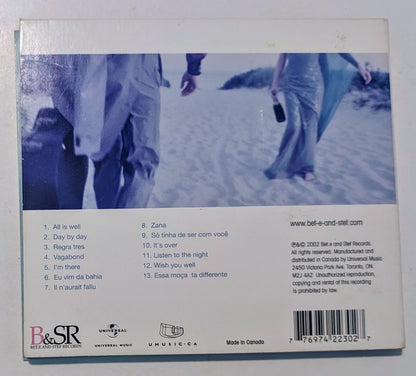 www.bet-e-and-stef.com
1. All is well
2. Day by day
3. Regra tres
4. Vagabond
5. I'm there
6. Eu vim da bahia
7. Il n'aurait fallu
8. Zana
9. Só tinha de ser com você
10. It's over
11. Listen to the night
12. Wish you well
13. Essa moça ta differente
℗&© 2002 Bet.e and Stef Records.
All rights reserved. Manufactured and
distributed in Canada by Universal Music
2450 Victoria Park Ave. Toronto, ON.
M2J 4A2. Unauthorized reproduction,
copying and rental of this recording
is prohibited by law.
B&SR
BET.E AND STEF RECORDS
UNIVERSAL
UNIVERSAL MUSIC
UMUSIC.CA
Made in Canada
7 76974 22302 7